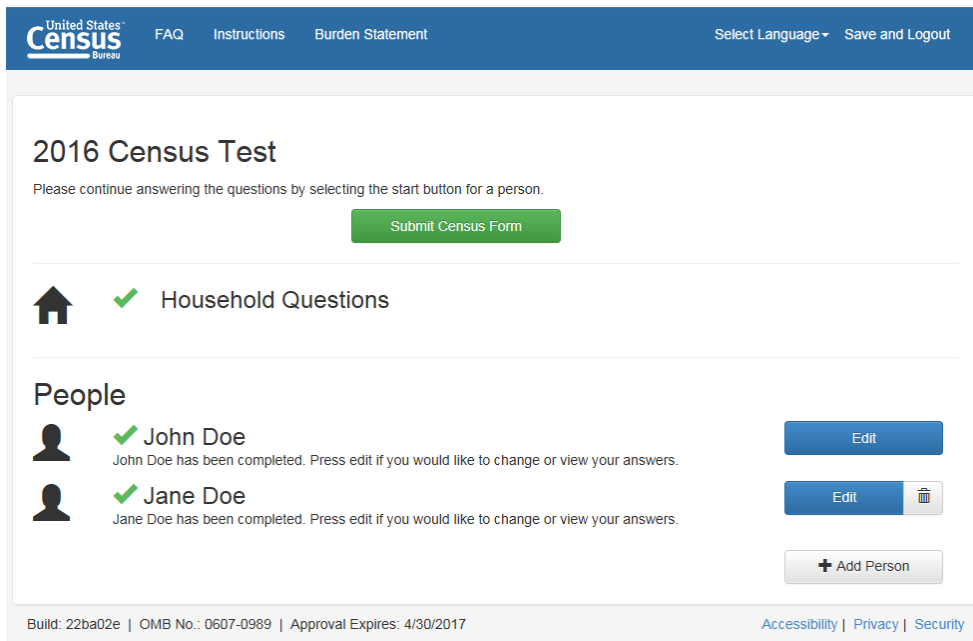 United States™
Census
Bureau
FAQ Instructions Burden Statement Select Language Save and Logout
2016 Census Test
Please continue answering the questions by selecting the start button for a person.
Submit Census Form
Household Questions
People
John Doe
Edit
John Doe has been completed. Press edit if you would like to change or view your answers.
Jane Doe
Edit
Jane Doe has been completed. Press edit if you would like to change or view your answers.
Add Person
Build: 22ba02e | OMB No.: 0607-0989 | Approval Expires: 4/30/2017 Accessibility | Privacy | Security